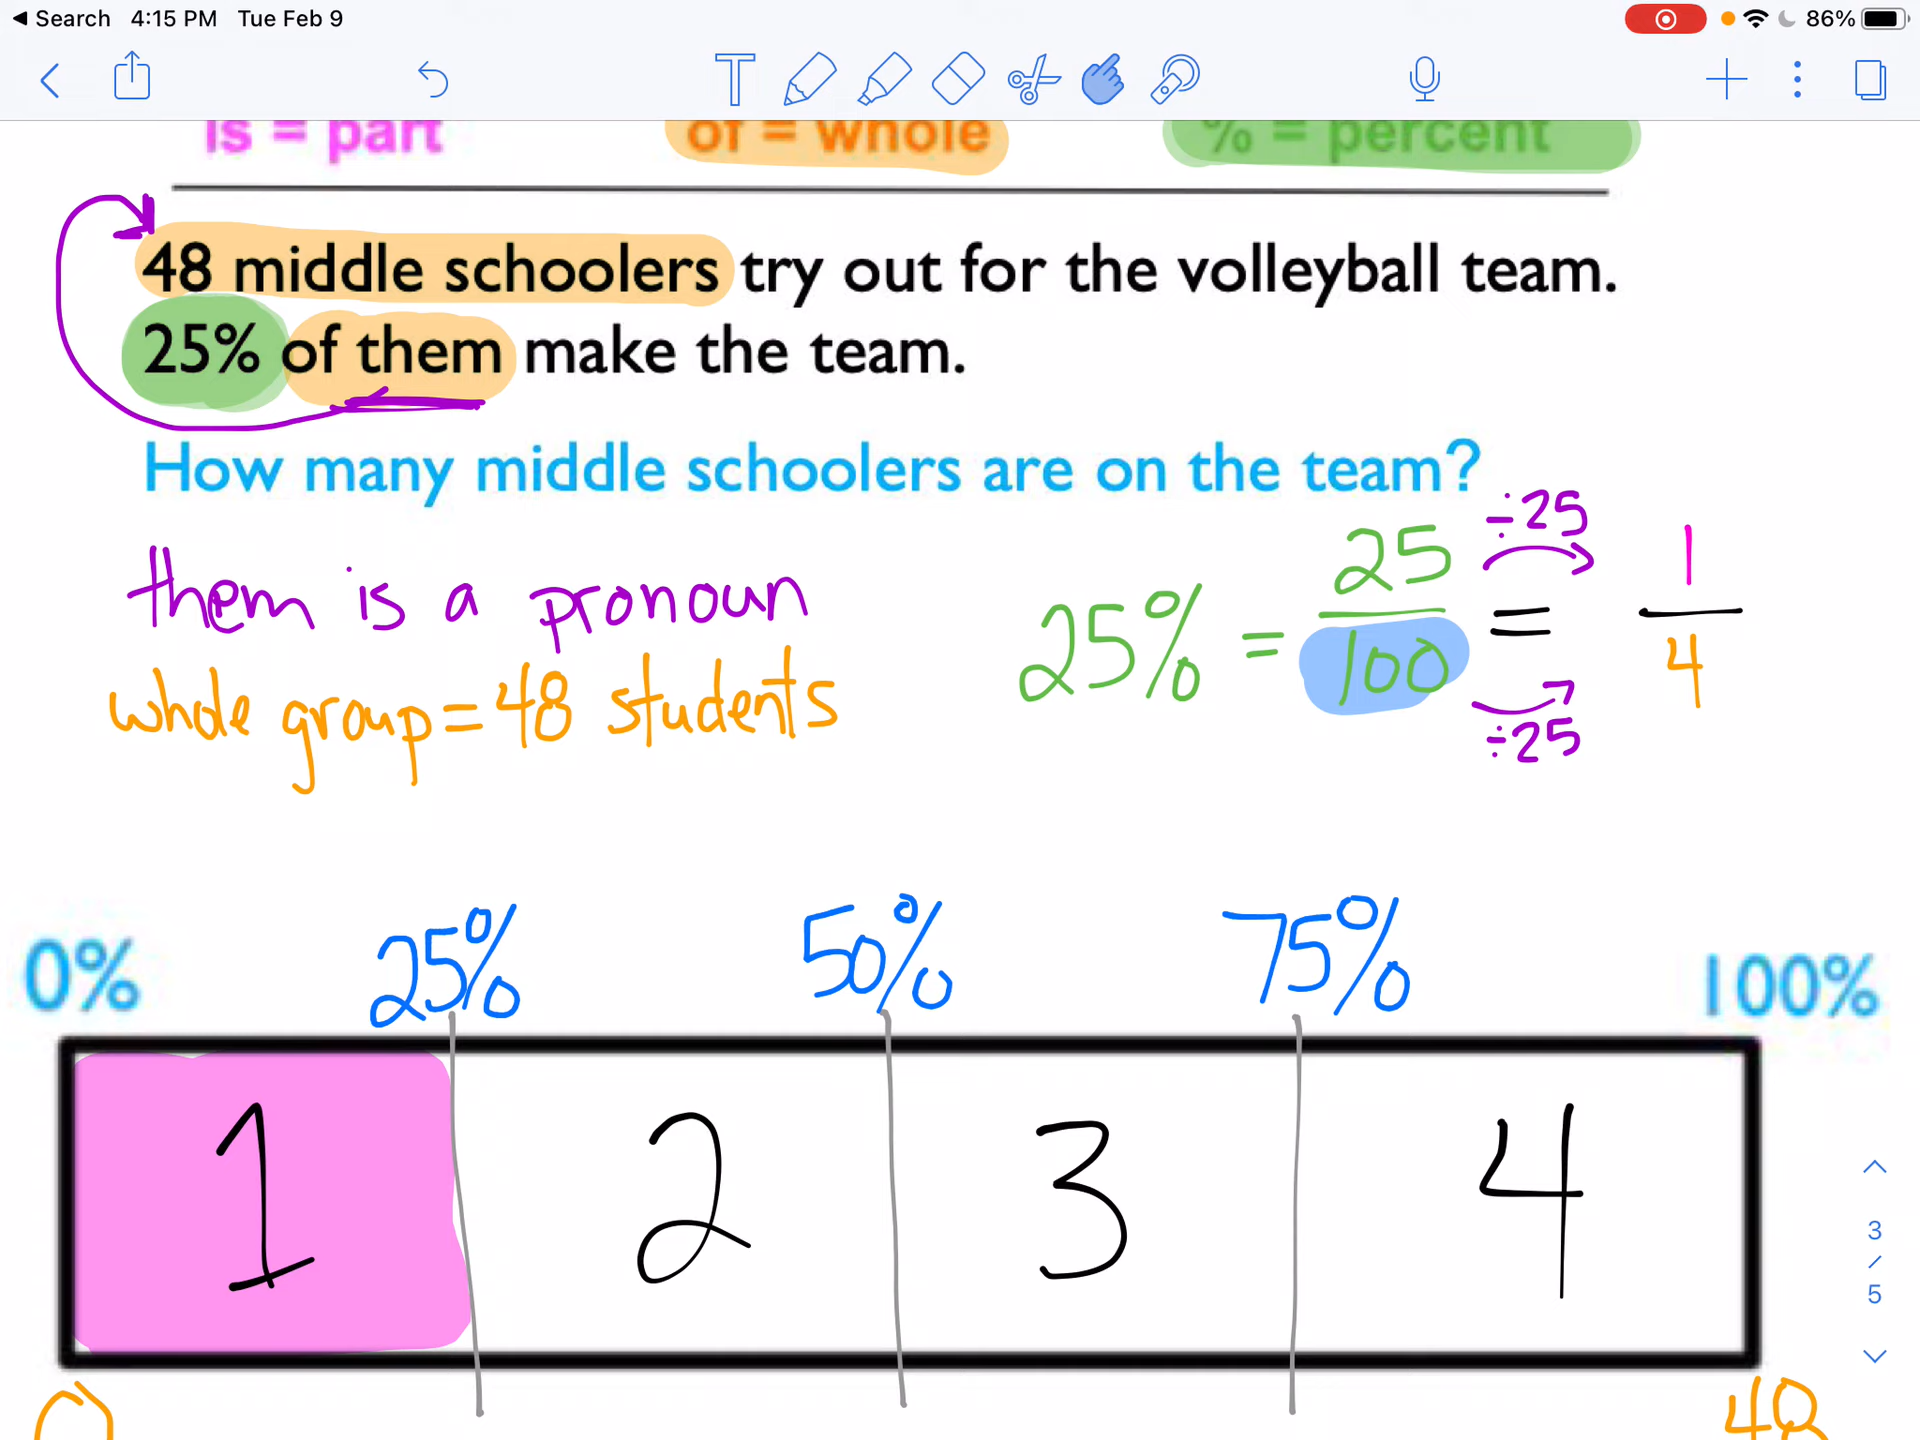 Search 4:15 PM Tue Feb 9 86%
is = part of = whole % = percent
48 middle schoolers try out for the volleyball team.
25% of them make the team.
How many middle schoolers are on the team?
them is a pronoun
whole group = 48 students
÷25
25% = 25/100 = 1/4
÷25
0% 25% 50% 75% 100%
1 2 3 4
3
/
5
0 48